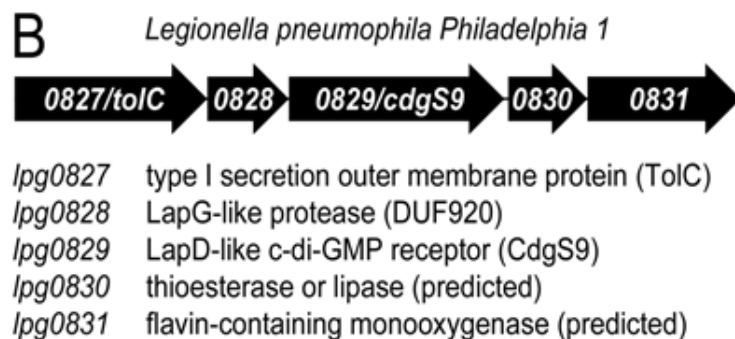 B Legionella pneumophila Philadelphia 1
0827/tolC 0828 0829/cdgS9 0830 0831
lpg0827 type I secretion outer membrane protein (TolC)
lpg0828 LapG-like protease (DUF920)
lpg0829 LapD-like c-di-GMP receptor (CdgS9)
lpg0830 thioesterase or lipase (predicted)
lpg0831 flavin-containing monooxygenase (predicted)